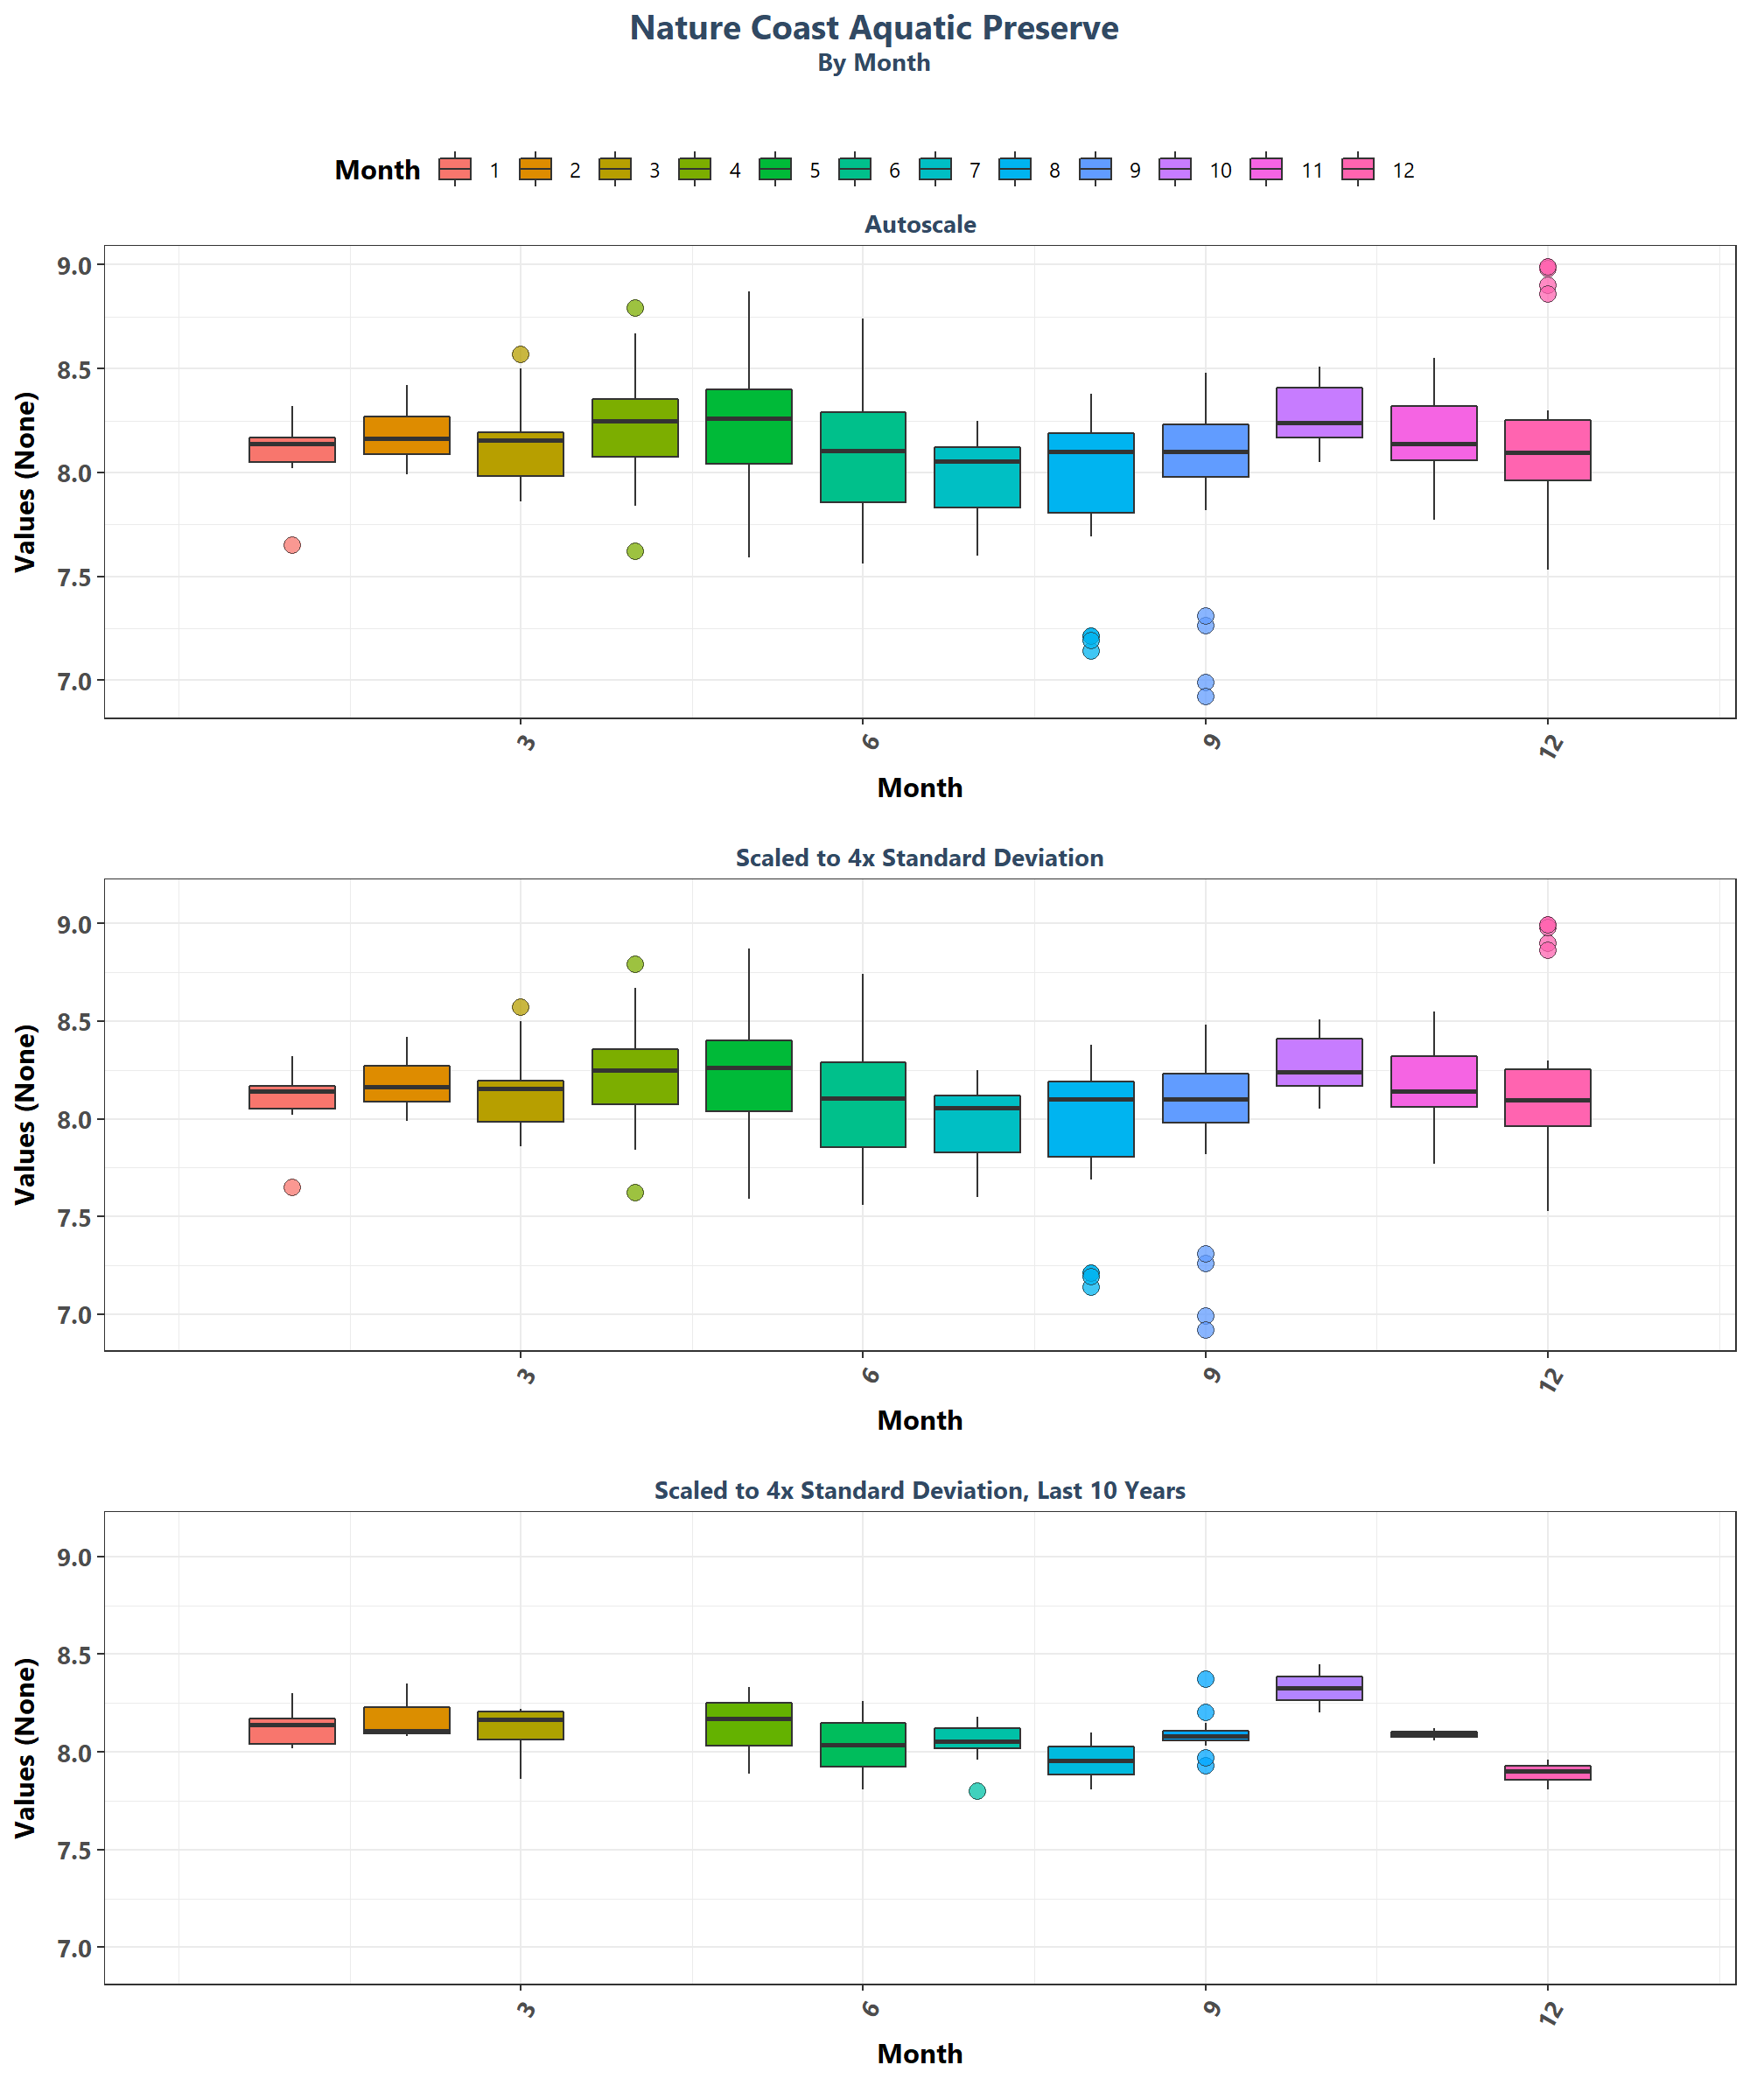 Nature Coast Aquatic Preserve
By Month
Month 1 2 3 4 5 6 7 8 9 10 11 12
Autoscale
Values (None)
9.0
8.5
8.0
7.5
7.0
3 6 9 12
Month
Scaled to 4x Standard Deviation
Values (None)
9.0
8.5
8.0
7.5
7.0
3 6 9 12
Month
Scaled to 4x Standard Deviation, Last 10 Years
Values (None)
9.0
8.5
8.0
7.5
7.0
3 6 9 12
Month